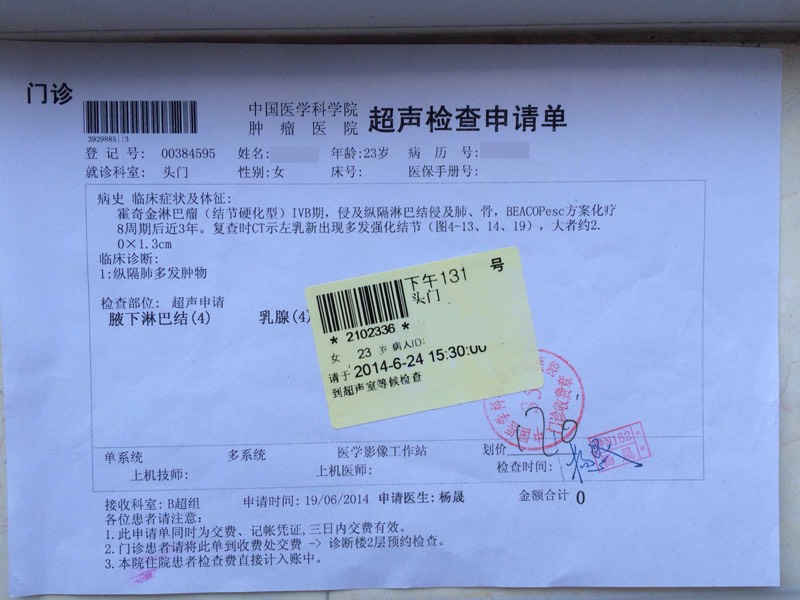 门诊
3929885||3
中国医学科学院
肿瘤医院
超声检查申请单
登记号: 00384595 姓名: 年龄:23岁 病历号:
就诊科室: 头门 性别:女 床号: 医保手册号:
病史 临床症状及体征:
霍奇金淋巴瘤（结节硬化型）IVB期，侵及纵隔淋巴结侵及肺、骨，BEACOPesc方案化疗
8周期后近3年。复查时CT示左乳新出现多发强化结节（图4-13、14、19），大者约2.
0×1.3cm
临床诊断:
1:纵隔肺多发肿物
检查部位: 超声申请
腋下淋巴结(4) 乳腺(4)
下午131 号
头门
* 2102336 *
女 23 岁 病人ID:
请于 2014-6-24 15:30:00
到超声室等候检查
门诊收费章
120
单系统 多系统 医学影像工作站 划价
上机技师: 上机医师: 检查时间:
接收科室: B超组 申请时间: 19/06/2014 申请医生: 杨晟 金额合计 0
各位患者请注意:
1.此申请单同时为交费、记帐凭证,三日内交费有效。
2.门诊患者请将此单到收费处交费 -> 诊断楼2层预约检查。
3.本院住院患者检查费直接计入账中。